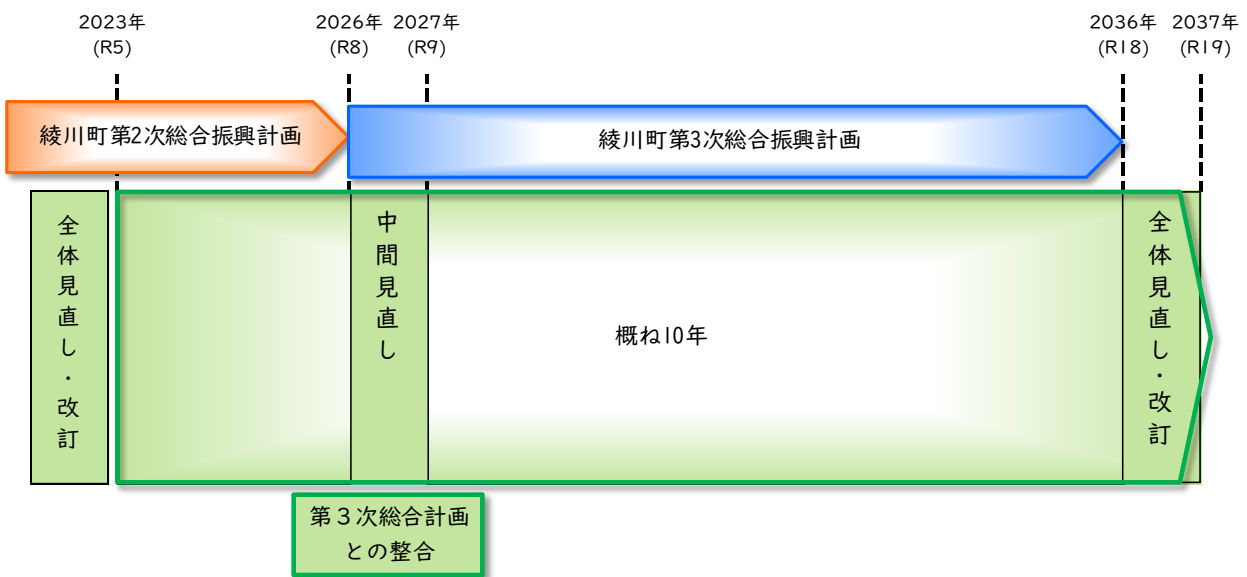 2023年
(R5)
2026年
(R8)
2027年
(R9)
2036年
(R18)
2037年
(R19)
綾川町第2次総合振興計画
綾川町第3次総合振興計画
全体見直し・改訂
中間見直し
概ね10年
全体見直し・改訂
第３次総合計画
との整合